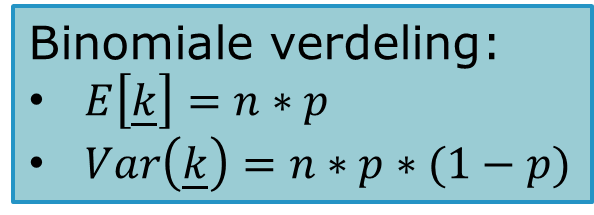 Binomiale verdeling:
• E[k] = n ∗ p
• Var(k) = n ∗ p ∗ (1 − p)